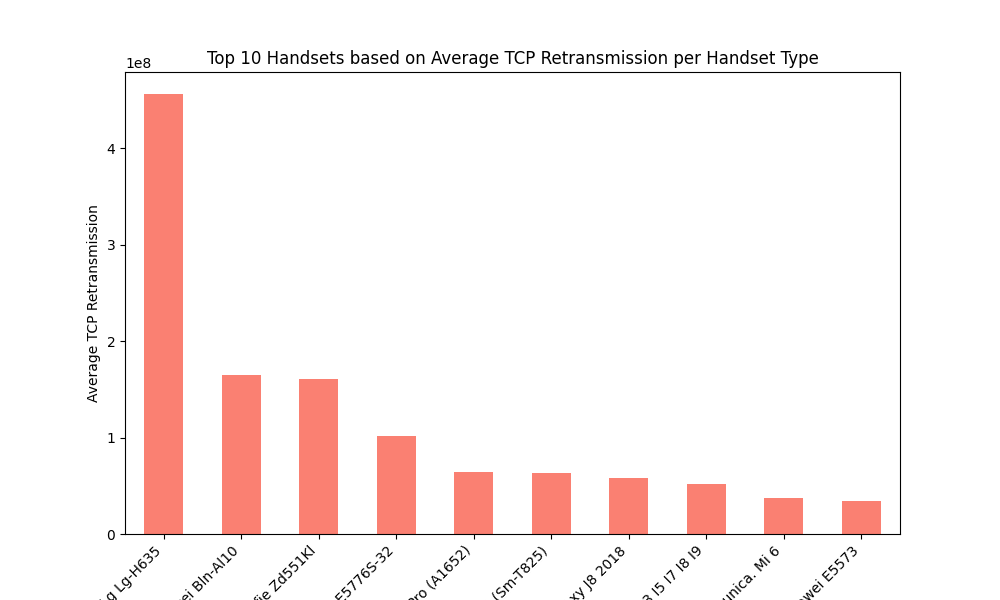 Top 10 Handsets based on Average TCP Retransmission per Handset Type
1e8
Average TCP Retransmission
4
3
2
1
0
Lg-H635
Bln-Al10
Zd551Kl
E5776S-32
(A1652)
(Sm-T825)
J8 2018
I5 I7 I8 I9
Mi 6
E5573